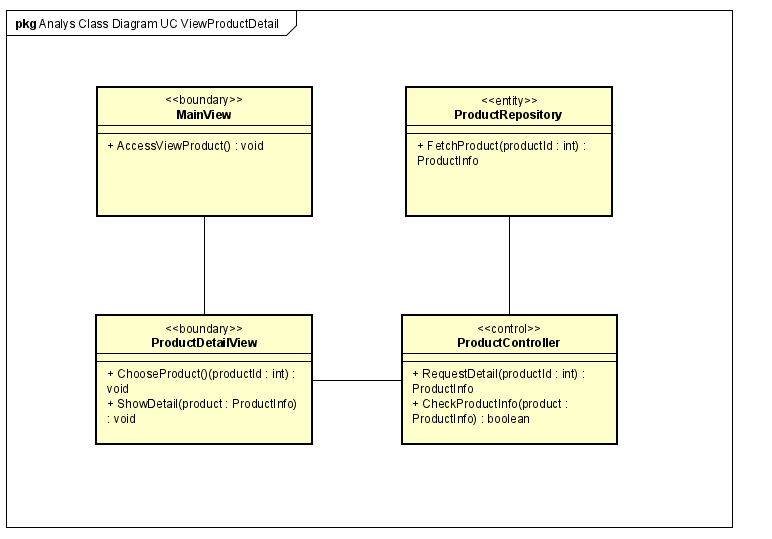 pkg Analys Class Diagram UC ViewProductDetail
<<boundary>>
MainView
+ AccessViewProduct() : void
<<entity>>
ProductRepository
+ FetchProduct(productId : int) :
ProductInfo
<<boundary>>
ProductDetailView
+ ChooseProduct()(productId : int) :
void
+ ShowDetail(product : ProductInfo)
: void
<<control>>
ProductController
+ RequestDetail(productId : int) :
ProductInfo
+ CheckProductInfo(product :
ProductInfo) : boolean